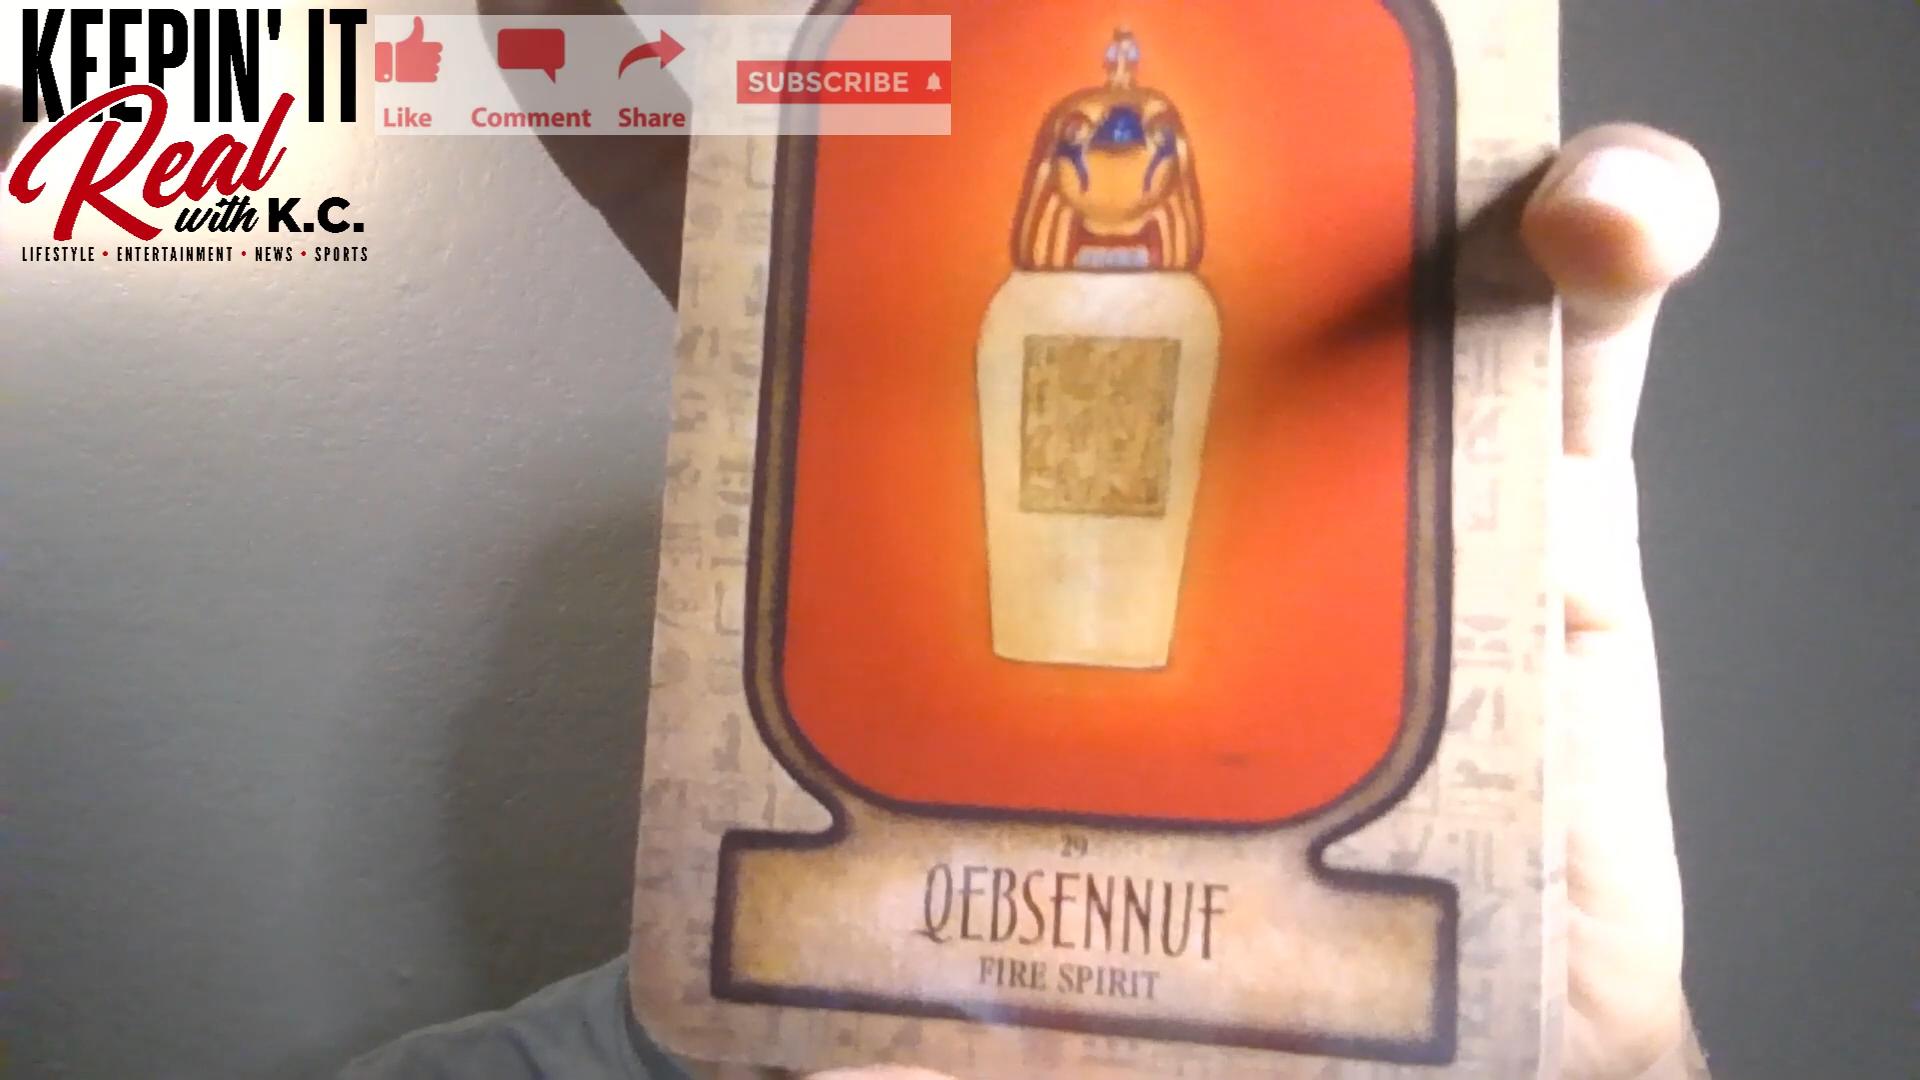 KEEPIN' IT
Real
with K.C.
LIFESTYLE • ENTERTAINMENT • NEWS • SPORTS
Like Comment Share
SUBSCRIBE
29
QEBSENNUF
FIRE SPIRIT